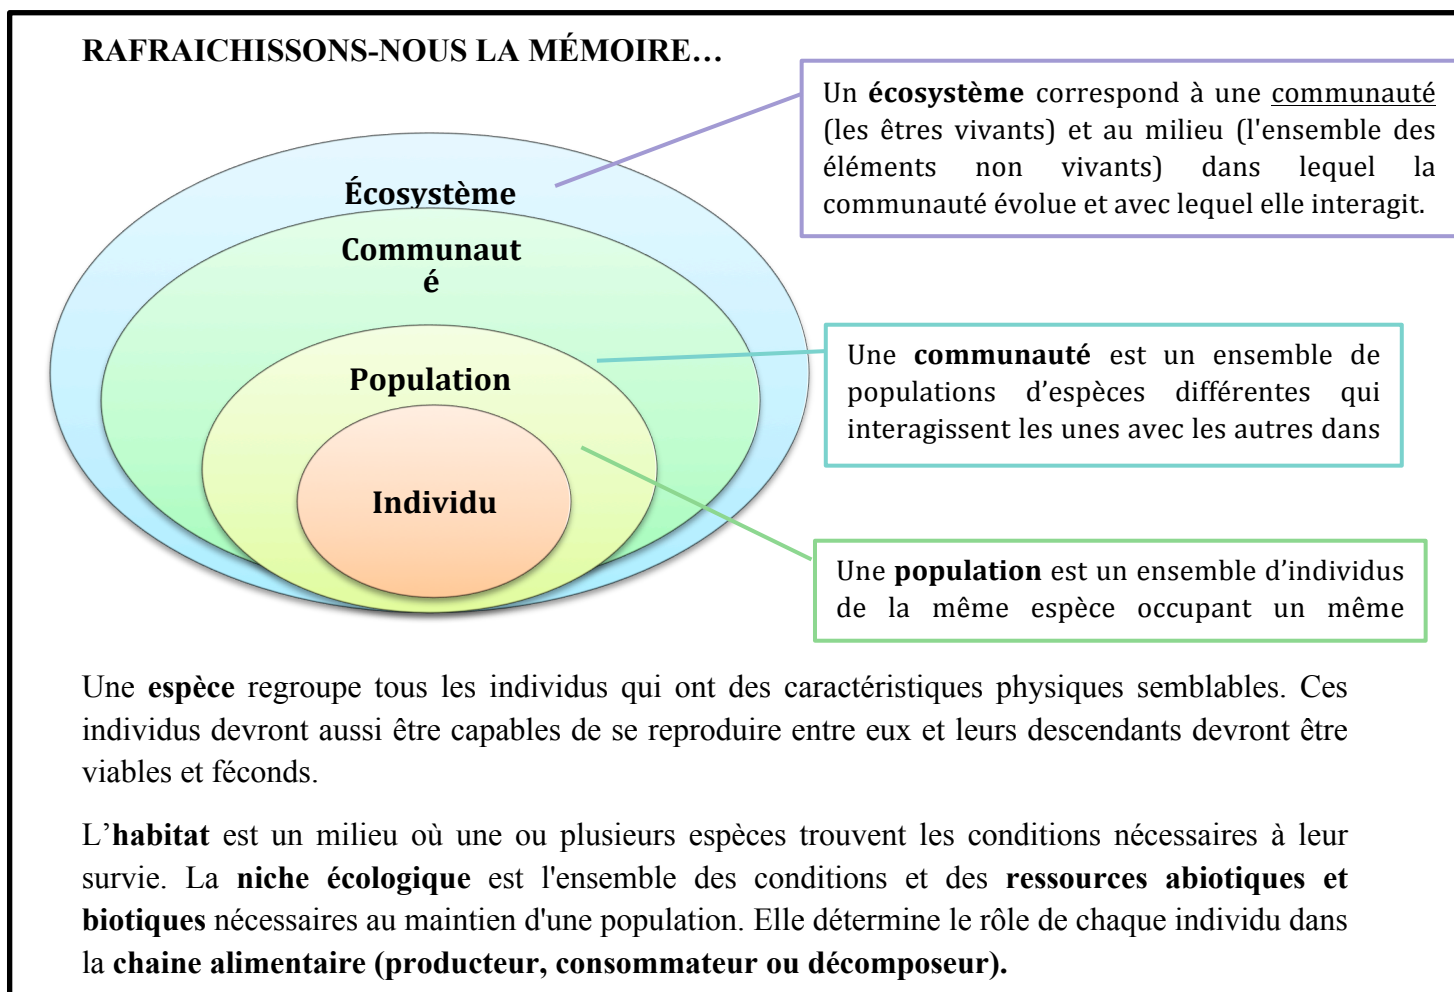 RAFRAICHISSONS-NOUS LA MÉMOIRE…
Un écosystème correspond à une communauté
(les êtres vivants) et au milieu (l'ensemble des
éléments non vivants) dans lequel la
communauté évolue et avec lequel elle interagit.
Écosystème
Communaut
é
Population
Individu
Une communauté est un ensemble de
populations d’espèces différentes qui
interagissent les unes avec les autres dans
Une population est un ensemble d’individus
de la même espèce occupant un même
Une espèce regroupe tous les individus qui ont des caractéristiques physiques semblables. Ces
individus devront aussi être capables de se reproduire entre eux et leurs descendants devront être
viables et féconds.
L’habitat est un milieu où une ou plusieurs espèces trouvent les conditions nécessaires à leur
survie. La niche écologique est l'ensemble des conditions et des ressources abiotiques et
biotiques nécessaires au maintien d'une population. Elle détermine le rôle de chaque individu dans
la chaine alimentaire (producteur, consommateur ou décomposeur).